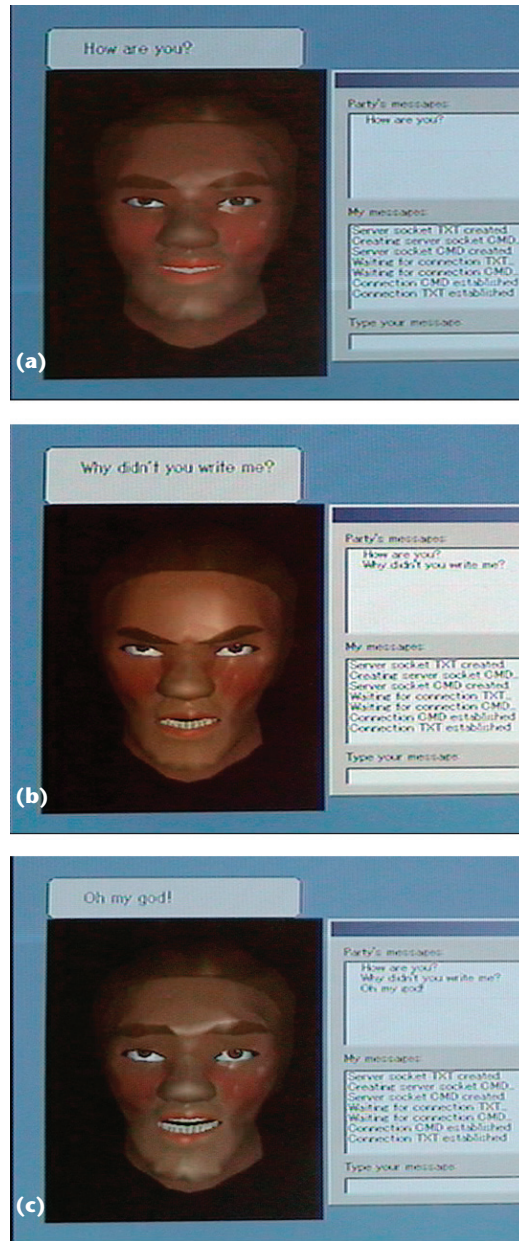 How are you?
Party's messages:
How are you?
My messages:
Server socket TXT created.
Creating server socket CMD...
Server socket CMD created.
Waiting for connection TXT...
Waiting for connection CMD...
Connection CMD established
Connection TXT established
Type your message:
(a)
Why didn't you write me?
Party's messages:
How are you?
Why didn't you write me?
My messages:
Server socket TXT created.
Creating server socket CMD...
Server socket CMD created.
Waiting for connection TXT...
Waiting for connection CMD...
Connection CMD established
Connection TXT established
Type your message:
(b)
Oh my god!
Party's messages:
How are you?
Why didn't you write me?
Oh my god!
My messages:
Server socket TXT created.
Creating server socket CMD...
Server socket CMD created.
Waiting for connection TXT...
Waiting for connection CMD...
Connection CMD established
Connection TXT established
Type your message:
(c)